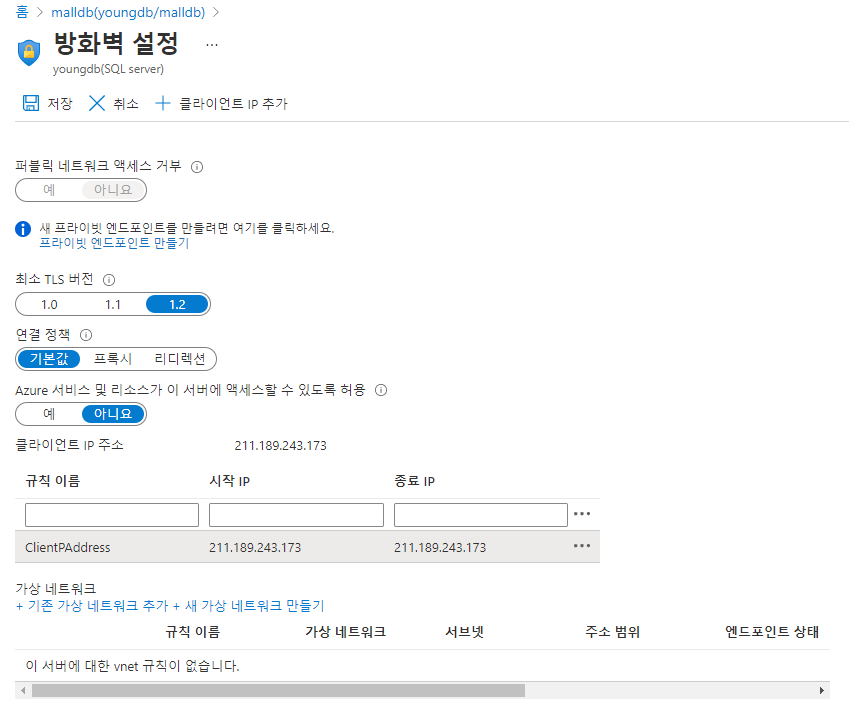 홈 > malldb(youngdb/malldb) >
방화벽 설정 ...
youngdb(SQL server)
저장 취소 클라이언트 IP 추가
퍼블릭 네트워크 액세스 거부
예 아니요
새 프라이빗 엔드포인트를 만들려면 여기를 클릭하세요.
프라이빗 엔드포인트 만들기
최소 TLS 버전
1.0 1.1 1.2
연결 정책
기본값 프록시 리디렉션
Azure 서비스 및 리소스가 이 서버에 액세스할 수 있도록 허용
예 아니요
클라이언트 IP 주소 211.189.243.173
규칙 이름 시작 IP 종료 IP
ClientPAddress 211.189.243.173 211.189.243.173
가상 네트워크
+ 기존 가상 네트워크 추가 + 새 가상 네트워크 만들기
규칙 이름 가상 네트워크 서브넷 주소 범위 엔드포인트 상태
이 서버에 대한 vnet 규칙이 없습니다.